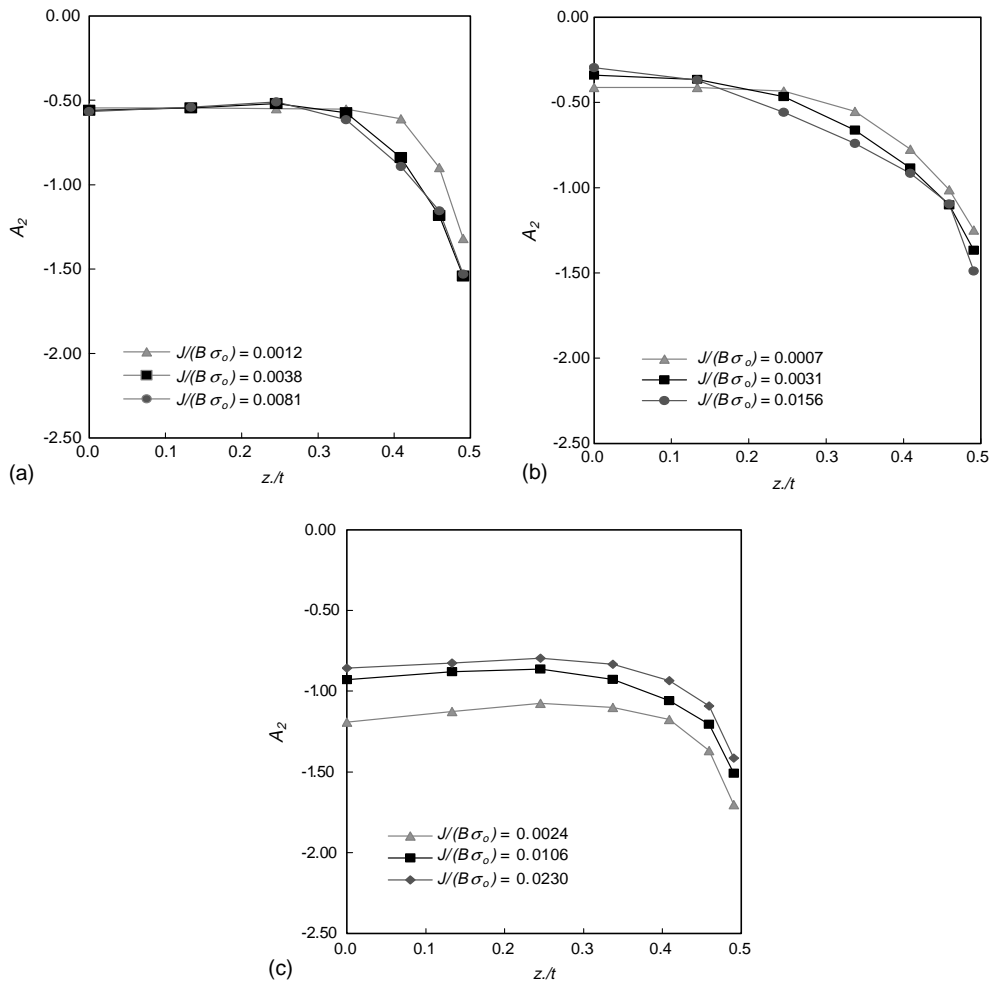 0.00
-0.50
-1.00
-1.50
-2.00
-2.50
A2
J/(B σo) = 0.0012
J/(B σo) = 0.0038
J/(B σo) = 0.0081
0.0 0.1 0.2 0.3 0.4 0.5
z./t
(a)
0.00
-0.50
-1.00
-1.50
-2.00
-2.50
A2
J/(B σo) = 0.0007
J/(B σo) = 0.0031
J/(B σo) = 0.0156
0.0 0.1 0.2 0.3 0.4 0.5
z./t
(b)
0.00
-0.50
-1.00
-1.50
-2.00
-2.50
A2
J/(B σo) = 0.0024
J/(B σo) = 0.0106
J/(B σo) = 0.0230
0.0 0.1 0.2 0.3 0.4 0.5
z./t
(c)